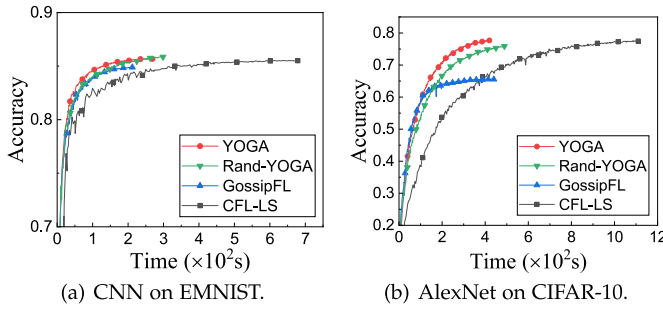 0.9
0.8
0.7
Accuracy
YOGA
Rand-YOGA
GossipFL
CFL-LS
0 1 2 3 4 5 6 7
Time (×10²s)
(a) CNN on EMNIST.
0.8
0.7
0.6
0.5
0.4
0.3
0.2
Accuracy
YOGA
Rand-YOGA
GossipFL
CFL-LS
0 2 4 6 8 10 12
Time (×10²s)
(b) AlexNet on CIFAR-10.